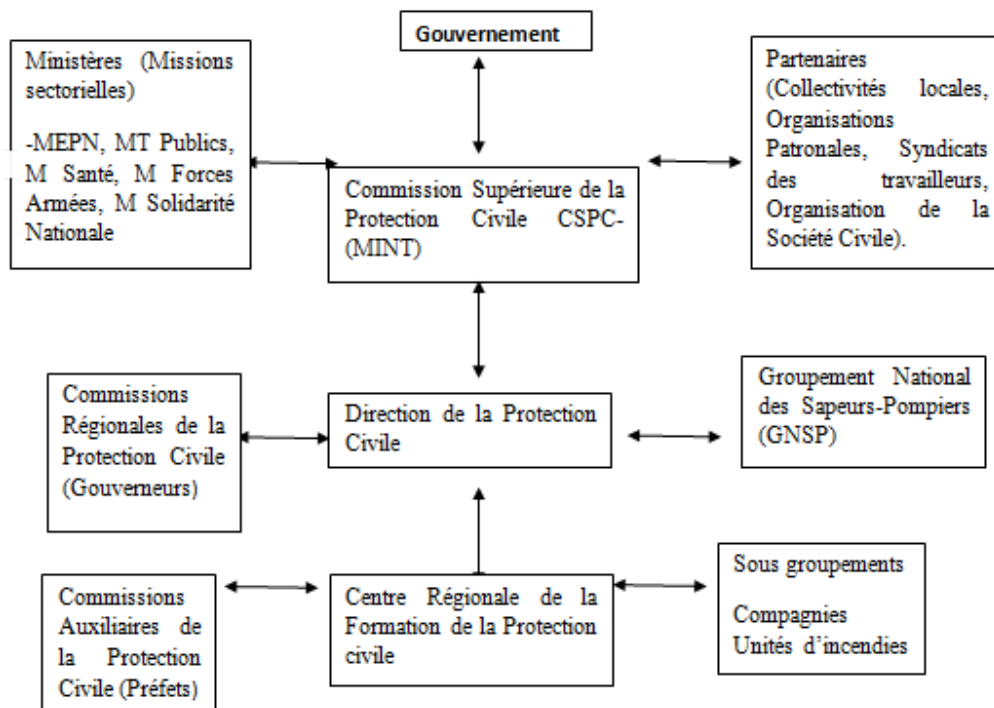 Gouvernement
Ministères (Missions
sectorielles)
-MEPN, MT Publics,
M Santé, M Forces
Armées, M Solidarité
Nationale
Commission Supérieure de la
Protection Civile CSPC-
(MINT)
Partenaires
(Collectivités locales,
Organisations
Patronales, Syndicats
des travailleurs,
Organisation de la
Société Civile).
Commissions
Régionales de la
Protection Civile
(Gouverneurs)
Direction de la Protection
Civile
Groupement National
des Sapeurs-Pompiers
(GNSP)
Commissions
Auxiliaires de
la Protection
Civile (Préfets)
Centre Régionale de la
Formation de la Protection
civile
Sous groupements
Compagnies
Unités d'incendies